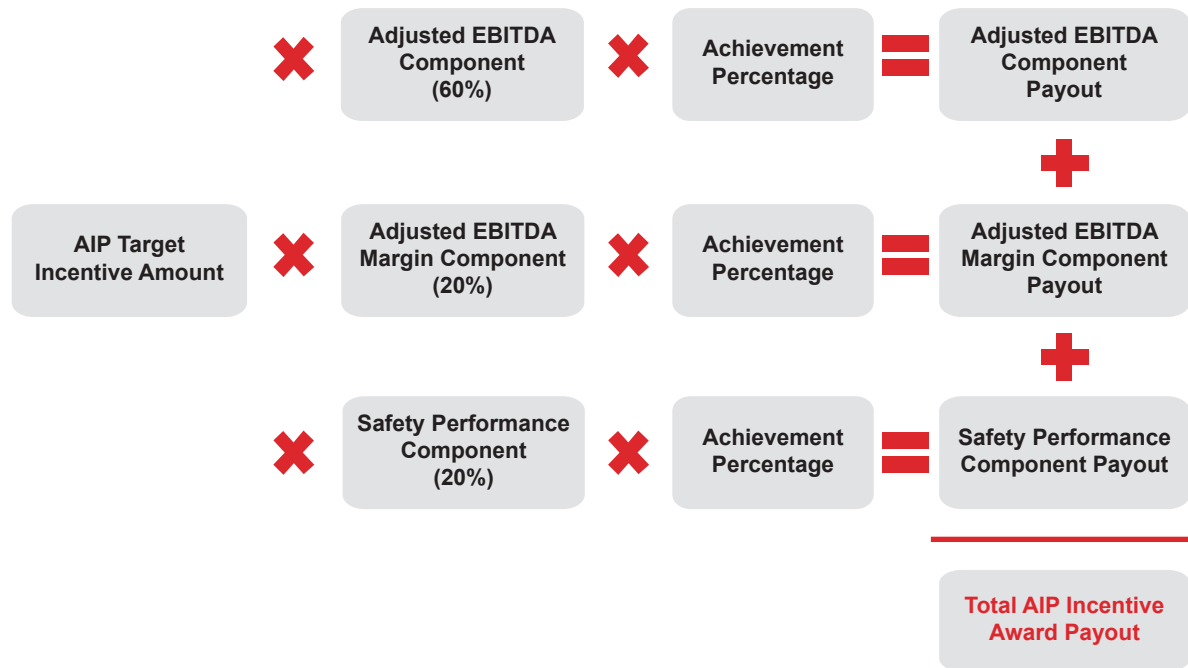 Adjusted EBITDA
Component
(60%)
Achievement
Percentage
Adjusted EBITDA
Component
Payout
AIP Target
Incentive Amount
Adjusted EBITDA
Margin Component
(20%)
Achievement
Percentage
Adjusted EBITDA
Margin Component
Payout
Safety Performance
Component
(20%)
Achievement
Percentage
Safety Performance
Component Payout
Total AIP Incentive
Award Payout